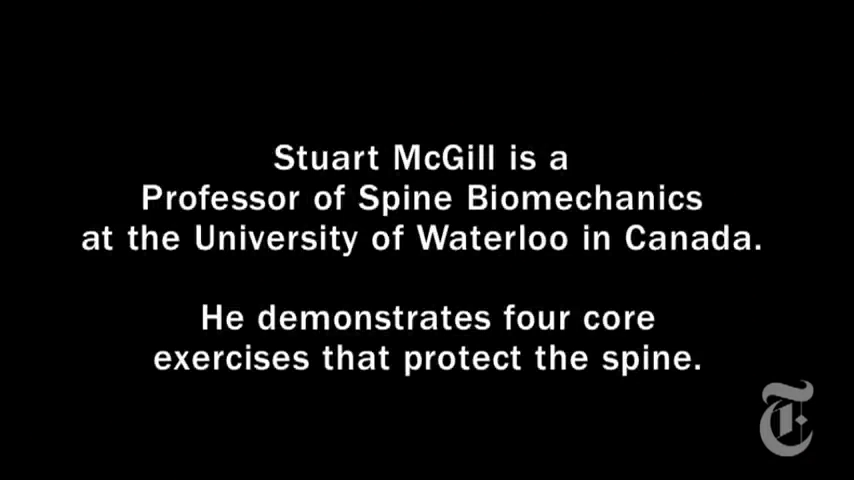 Stuart McGill is a
Professor of Spine Biomechanics
at the University of Waterloo in Canada.
He demonstrates four core
exercises that protect the spine.
T